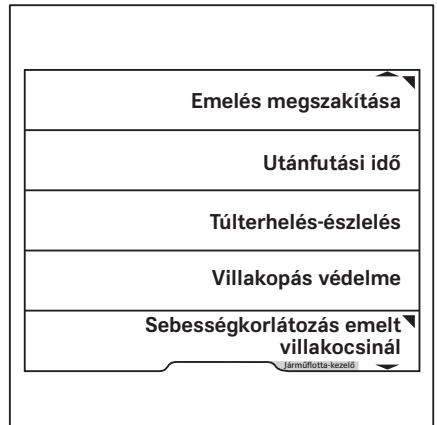 Emelés megszakítása
Utánfutási idő
Túlterhelés-észlelés
Villakopás védelme
Sebességkorlátozás emelt
villakocsinál
Járműflotta-kezelő